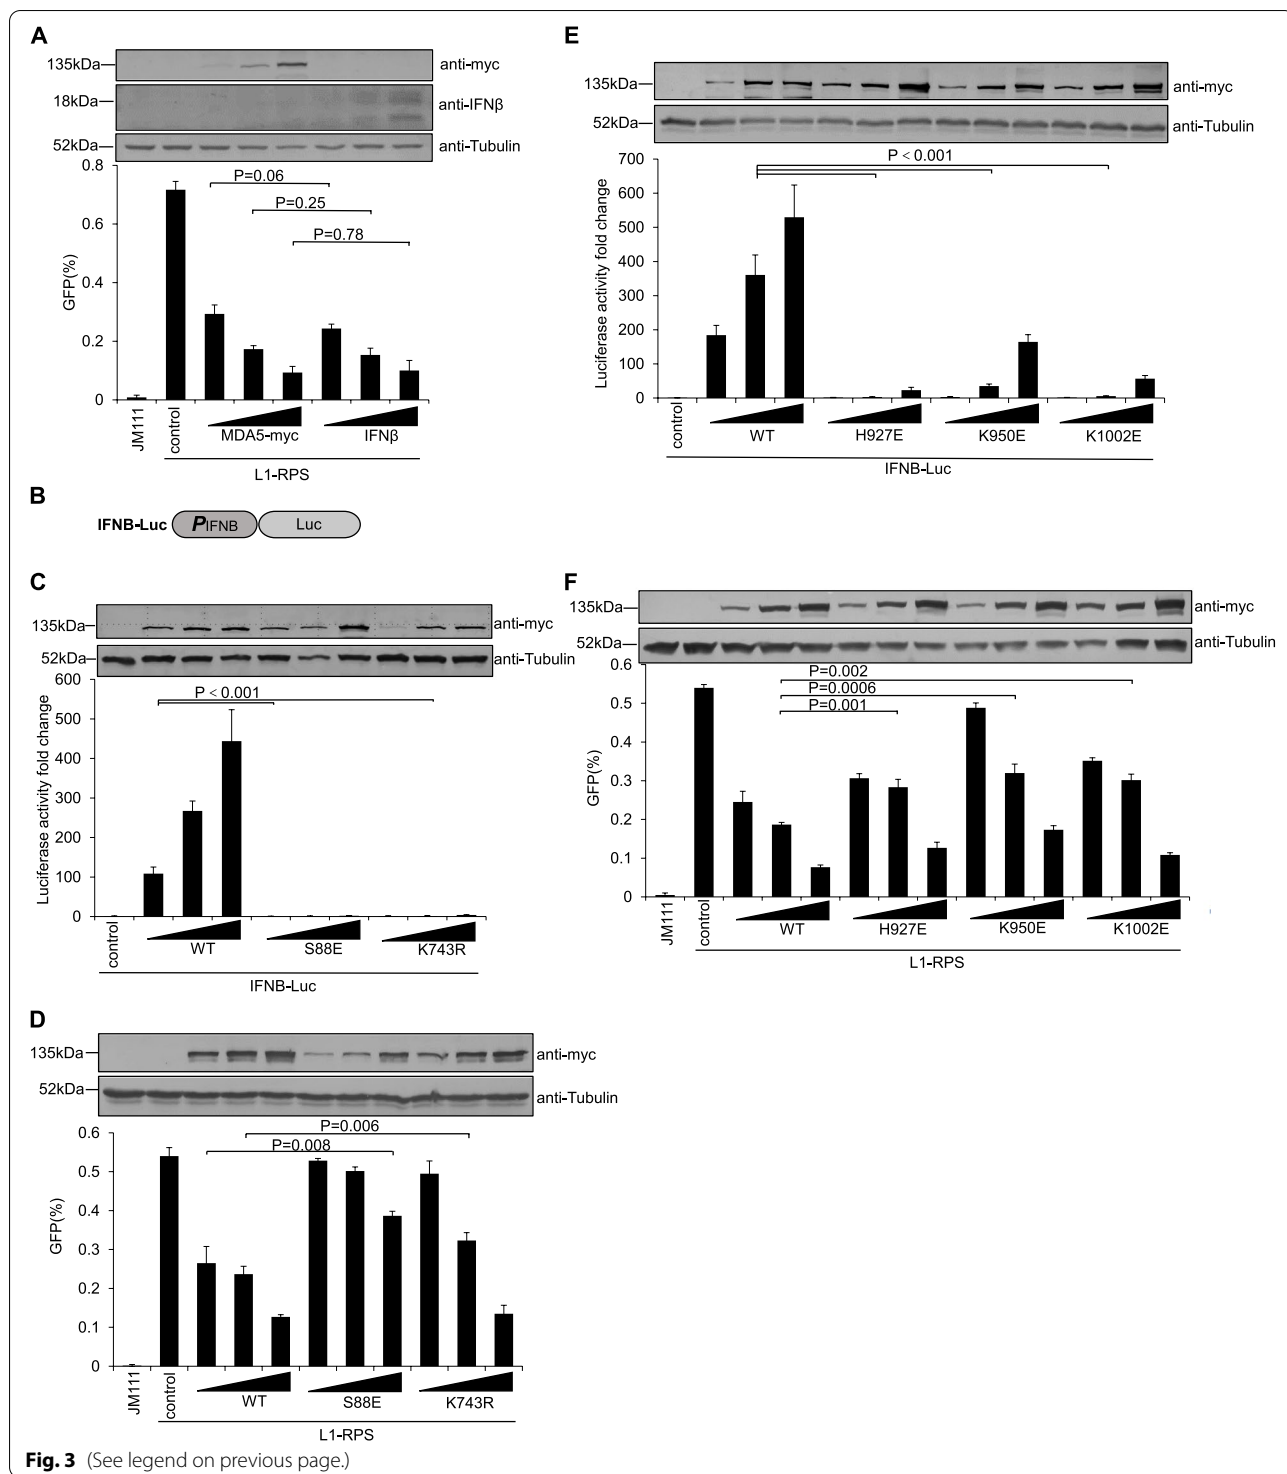 A
135kDa
anti-myc
18kDa
anti-IFNβ
52kDa
anti-Tubulin
0.8
0.6
0.4
0.2
0
GFP(%)
P=0.06
P=0.25
P=0.78
JM111
control
MDA5-myc
IFNβ
L1-RPS
B
IFNB-Luc
PIFNB
Luc
C
135kDa
anti-myc
52kDa
anti-Tubulin
600
500
400
300
200
100
0
Luciferase activity fold change
P < 0.001
control
WT
S88E
K743R
IFNB-Luc
D
135kDa
anti-myc
52kDa
anti-Tubulin
0.6
0.5
0.4
0.3
0.2
0.1
0
GFP(%)
P=0.006
P=0.008
JM111
control
WT
S88E
K743R
L1-RPS
E
135kDa
anti-myc
52kDa
anti-Tubulin
700
600
500
400
300
200
100
0
Luciferase activity fold change
P < 0.001
control
WT
H927E
K950E
K1002E
IFNB-Luc
F
135kDa
anti-myc
52kDa
anti-Tubulin
0.6
0.5
0.4
0.3
0.2
0.1
0
GFP(%)
P=0.002
P=0.0006
P=0.001
JM111
control
WT
H927E
K950E
K1002E
L1-RPS
Fig. 3 (See legend on previous page.)